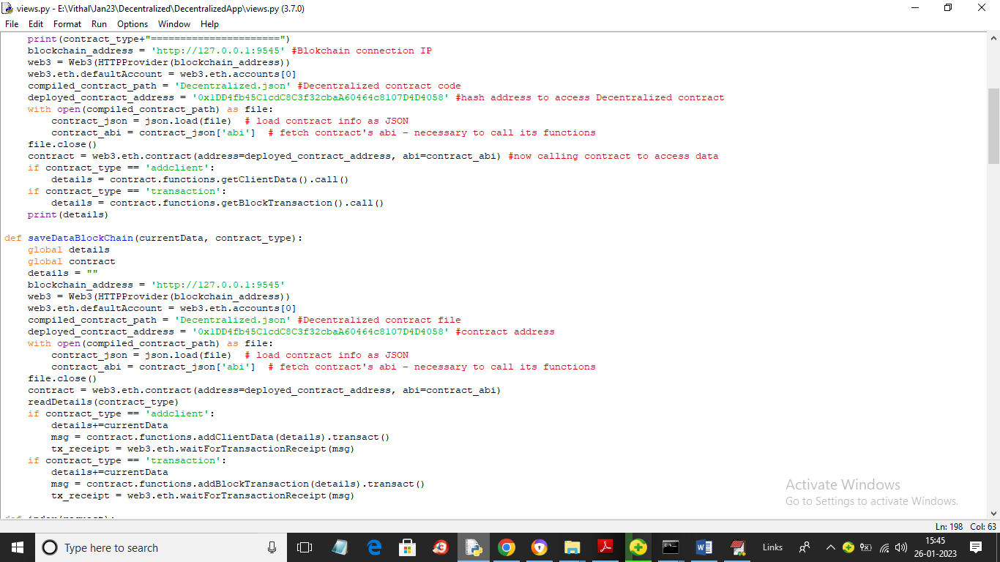 views.py - E:\Vithal\Jan23\Decentralized\DecentralizedApp\views.py (3.7.0)
File Edit Format Run Options Window Help
    print(contract_type+"======================")
    blockchain_address = 'http://127.0.0.1:9545' #Blokchain connection IP
    web3 = Web3(HTTPProvider(blockchain_address))
    web3.eth.defaultAccount = web3.eth.accounts[0]
    compiled_contract_path = 'Decentralized.json' #Decentralized contract code
    deployed_contract_address = '0x1DD4fb45C1cdC8C3f32cbaA60464c8107D4D4058' #hash address to access Decentralized contract
    with open(compiled_contract_path) as file:
        contract_json = json.load(file)  # load contract info as JSON
        contract_abi = contract_json['abi']  # fetch contract's abi - necessary to call its functions
    file.close()
    contract = web3.eth.contract(address=deployed_contract_address, abi=contract_abi) #now calling contract to access data
    if contract_type == 'addclient':
        details = contract.functions.getClientData().call()
    if contract_type == 'transaction':
        details = contract.functions.getBlockTransaction().call()
    print(details)
def saveDataBlockChain(currentData, contract_type):
    global details
    global contract
    details = ""
    blockchain_address = 'http://127.0.0.1:9545'
    web3 = Web3(HTTPProvider(blockchain_address))
    web3.eth.defaultAccount = web3.eth.accounts[0]
    compiled_contract_path = 'Decentralized.json' #Decentralized contract file
    deployed_contract_address = '0x1DD4fb45C1cdC8C3f32cbaA60464c8107D4D4058' #contract address
    with open(compiled_contract_path) as file:
        contract_json = json.load(file)  # load contract info as JSON
        contract_abi = contract_json['abi']  # fetch contract's abi - necessary to call its functions
    file.close()
    contract = web3.eth.contract(address=deployed_contract_address, abi=contract_abi)
    readDetails(contract_type)
    if contract_type == 'addclient':
        details+=currentData
        msg = contract.functions.addClientData(details).transact()
        tx_receipt = web3.eth.waitForTransactionReceipt(msg)
    if contract_type == 'transaction':
        details+=currentData
        msg = contract.functions.addBlockTransaction(details).transact()
        tx_receipt = web3.eth.waitForTransactionReceipt(msg)
Activate Windows
Go to Settings to activate Windows.
Ln: 198 Col: 63
Type here to search
Links
15:45
26-01-2023